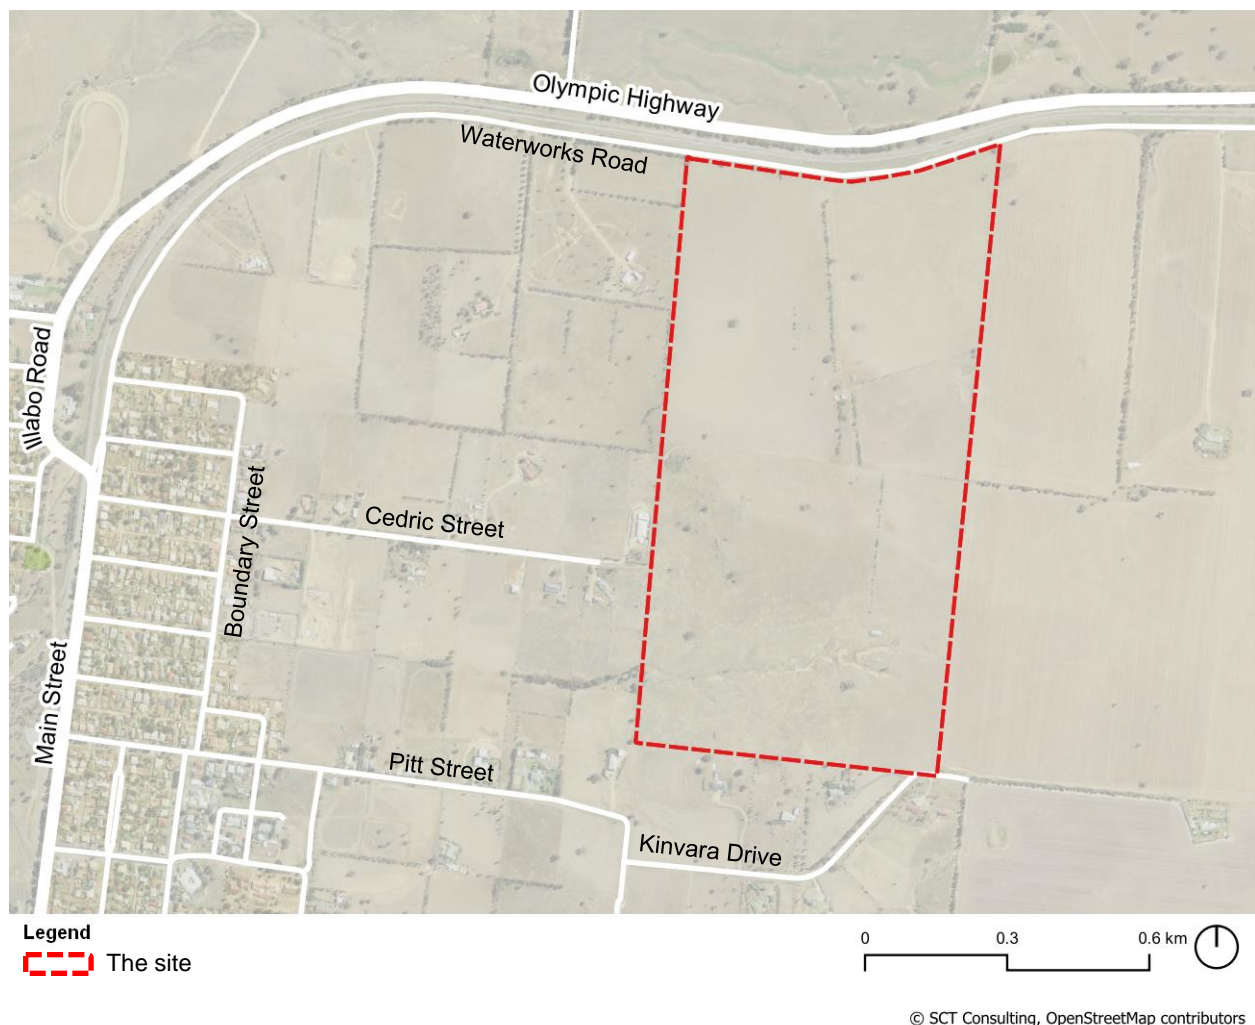 Olympic Highway
Waterworks Road
Illabo Road
Cedric Street
Boundary Street
Main Street
Pitt Street
Kinvara Drive
Legend
The site
0 0.3 0.6 km
© SCT Consulting, OpenStreetMap contributors